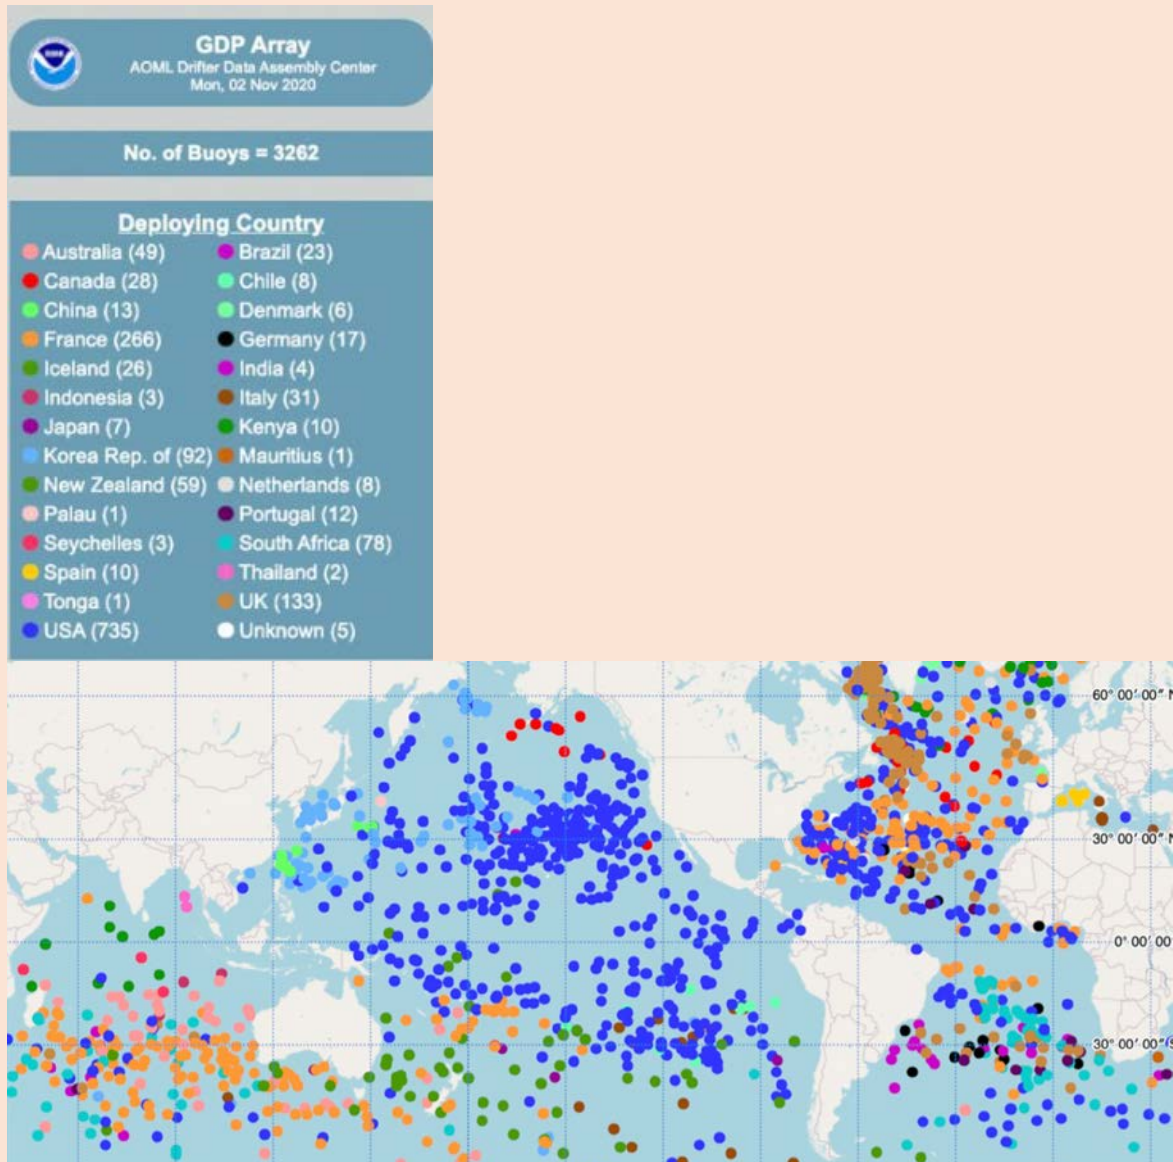 GDP Array
AOML Drifter Data Assembly Center
Mon, 02 Nov 2020
No. of Buoys = 3262
Deploying Country
Australia (49) Brazil (23)
Canada (28) Chile (8)
China (13) Denmark (6)
France (266) Germany (17)
Iceland (26) India (4)
Indonesia (3) Italy (31)
Japan (7) Kenya (10)
Korea Rep. of (92) Mauritius (1)
New Zealand (59) Netherlands (8)
Palau (1) Portugal (12)
Seychelles (3) South Africa (78)
Spain (10) Thailand (2)
Tonga (1) UK (133)
USA (735) Unknown (5)
60° 00' 00" N
30° 00' 00" N
0° 00' 00
30° 00' 00" S